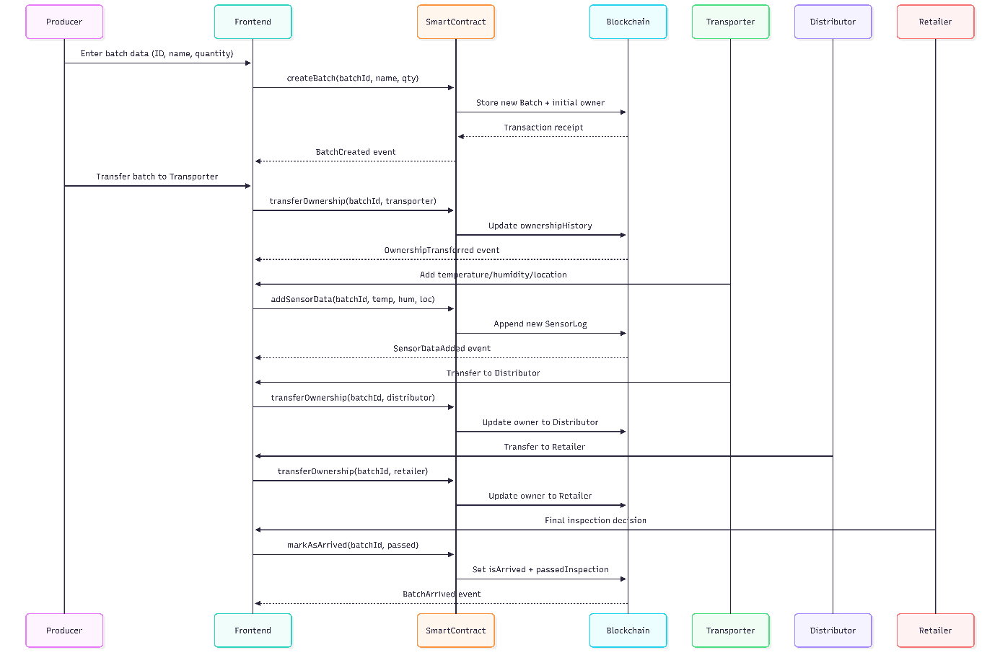 Producer
Frontend
SmartContract
Blockchain
Transporter
Distributor
Retailer
Enter batch data (ID, name, quantity)
createBatch(batchId, name, qty)
Store new Batch + initial owner
Transaction receipt
BatchCreated event
Transfer batch to Transporter
transferOwnership(batchId, transporter)
Update ownershipHistory
OwnershipTransferred event
Add temperature/humidity/location
addSensorData(batchId, temp, hum, loc)
Append new SensorLog
SensorDataAdded event
Transfer to Distributor
transferOwnership(batchId, distributor)
Update owner to Distributor
Transfer to Retailer
transferOwnership(batchId, retailer)
Update owner to Retailer
Final inspection decision
markAsArrived(batchId, passed)
Set isArrived + passedInspection
BatchArrived event
Producer
Frontend
SmartContract
Blockchain
Transporter
Distributor
Retailer